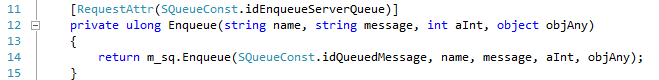 11 [RequestAttr(SQueueConst.idEnqueueServerQueue)]
12 private ulong Enqueue(string name, string message, int aInt, object objAny)
13 {
14 return m_sq.Enqueue(SQueueConst.idQueuedMessage, name, message, aInt, objAny);
15 }